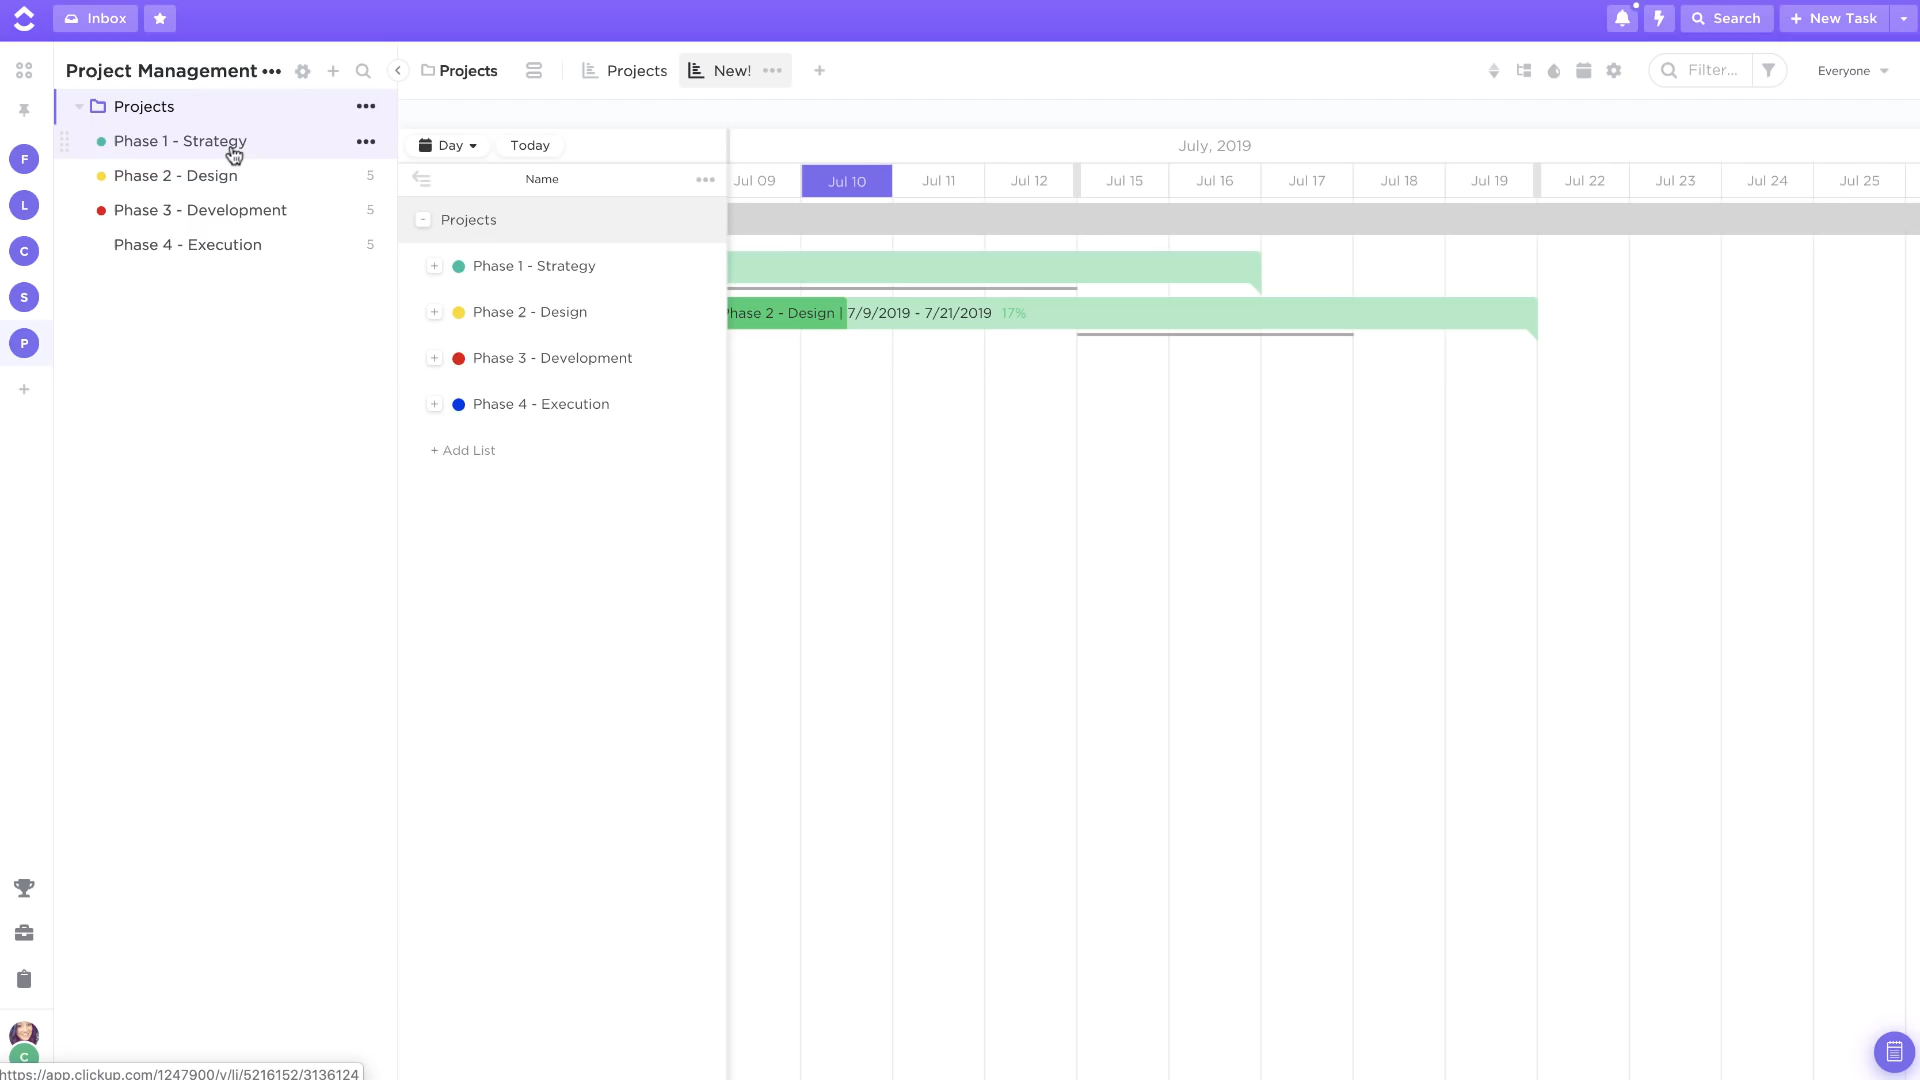 Inbox
Search
+ New Task
Project Management
Projects
Projects
New!
Filter...
Everyone
Projects
Phase 1 - Strategy
Phase 2 - Design 5
Phase 3 - Development 5
Phase 4 - Execution 5
F
L
C
S
P
C
Day
Today
July, 2019
Name
Jul 09
Jul 10
Jul 11
Jul 12
Jul 15
Jul 16
Jul 17
Jul 18
Jul 19
Jul 22
Jul 23
Jul 24
Jul 25
Projects
Phase 1 - Strategy
Phase 2 - Design
Phase 2 - Design | 7/9/2019 - 7/21/2019 17%
Phase 3 - Development
Phase 4 - Execution
+ Add List
https://app.clickup.com/1247900/v/li/5216152/3136124